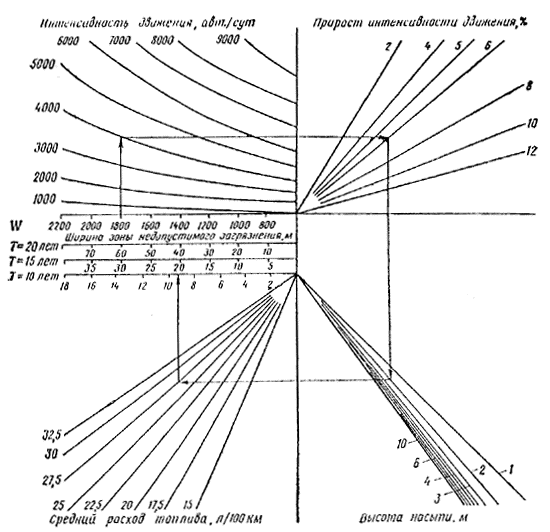 Интенсивность движения, авт./сут
Прирост интенсивности движения, %
6000 7000 8000 9000
2 4 5 6
5000
8
4000
10
3000
12
2000
1000
W
2200 2000 1800 1600 1400 1200 1000 800
Ширина зоны недопустимого загрязнения, м
T=20 лет 70 60 50 40 30 20 10
T=15 лет 35 30 25 20 15 10 5
T=10 лет
18 16 14 12 10 8 6 4 2
32,5
30
27,5
25 22,5 20 17,5 15
10
6
4
3
2
1
Средний расход топлива, л/100 км
Высота насыпи, м